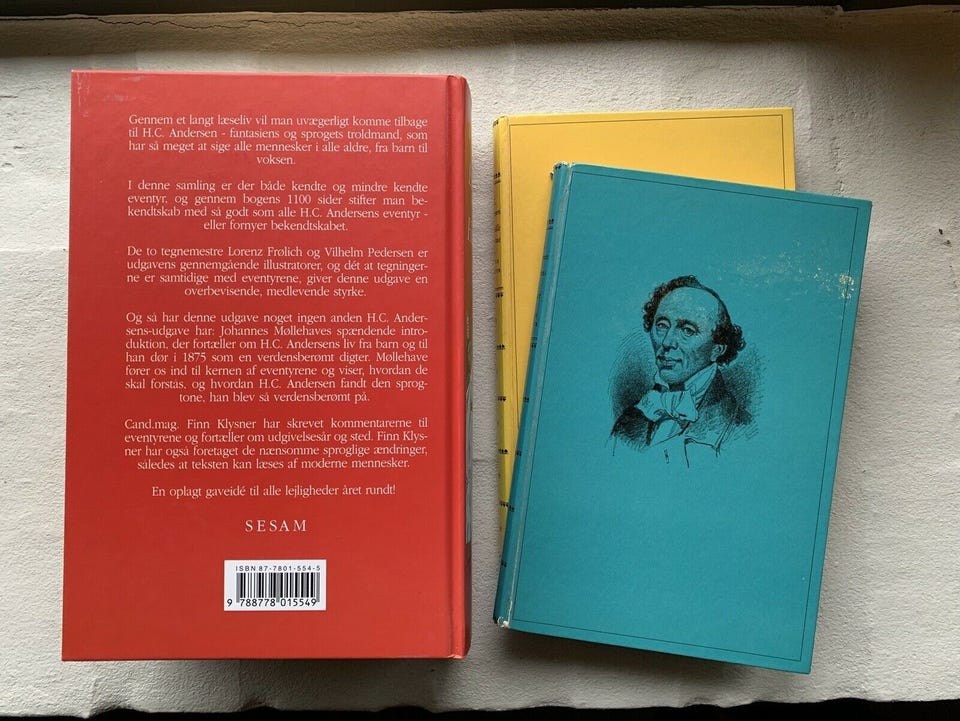 Gennem et langt læseliv vil man uvægerligt komme tilbage
til H.C. Andersen - fantasiens og sprogets troldmand, som
har så meget at sige alle mennesker i alle aldre, fra barn til
voksen.
I denne samling er der både kendte og mindre kendte
eventyr, og gennem bogens 1100 sider stifter man be-
kendtskab med så godt som alle H.C. Andersens eventyr -
eller fornyer bekendtskabet.
De to tegnemestre Lorenz Frølich og Vilhelm Pedersen er
udgavens gennemgående illustratorer, og dét at tegninger-
ne er samtidige med eventyrene, giver denne udgave en
overbevisende, medlevende styrke.
Og så har denne udgave noget ingen anden H.C. Ander-
sens-udgave har: Johannes Møllehaves spændende intro-
duktion, der fortæller om H.C. Andersens liv fra barn og til
han dør i 1875 som en verdensberømt digter. Møllehave
fører os ind til kernen af eventyrene og viser, hvordan de
skal forstås, og hvordan H.C. Andersen fandt den sprog-
tone, han blev så verdensberømt på.
Cand.mag. Finn Klysner har skrevet kommentarerne til
eventyrene og fortæller om udgivelsesår og sted. Finn Klys-
ner har også foretaget de nænsomme sproglige ændringer,
således at teksten kan læses af moderne mennesker.
En oplagt gaveidé til alle lejligheder året rundt!
SESAM
ISBN 87-7801-554-5
9 788778 015549